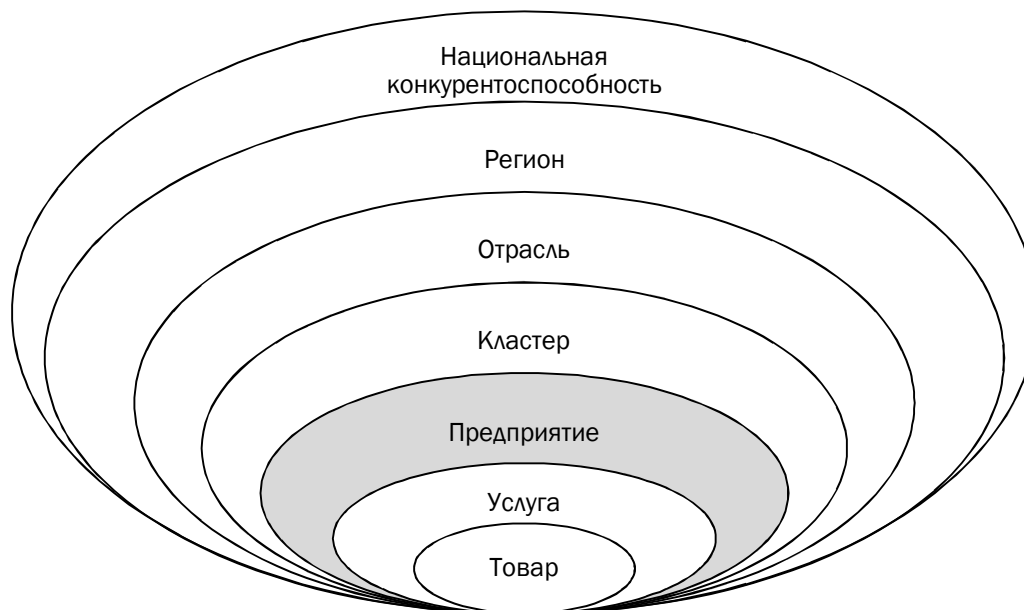 Национальная
конкурентоспособность
Регион
Отрасль
Кластер
Предприятие
Услуга
Товар